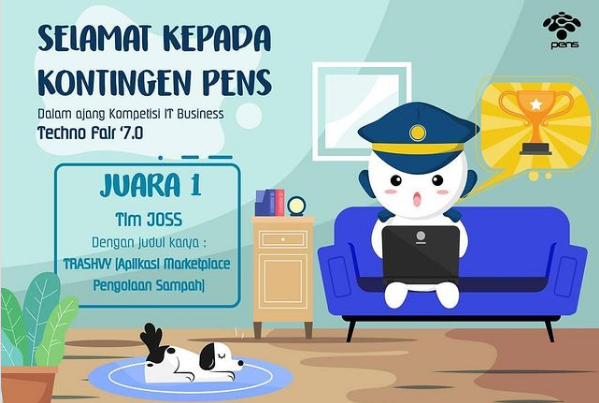 SELAMAT KEPADA
KONTINGEN PENS
Dalam ajang Kompetisi IT Business
Techno Fair '7.0
JUARA 1
Tim JOSS
Dengan judul karya :
TRASHVY (Aplikasi Marketplace
Pengolaan Sampah)
pens